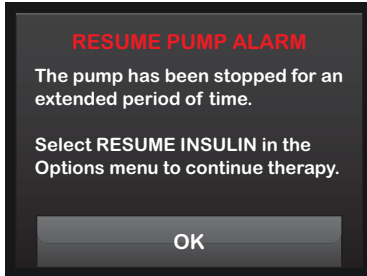 RESUME PUMP ALARM
The pump has been stopped for an
extended period of time.
Select RESUME INSULIN in the
Options menu to continue therapy.
OK